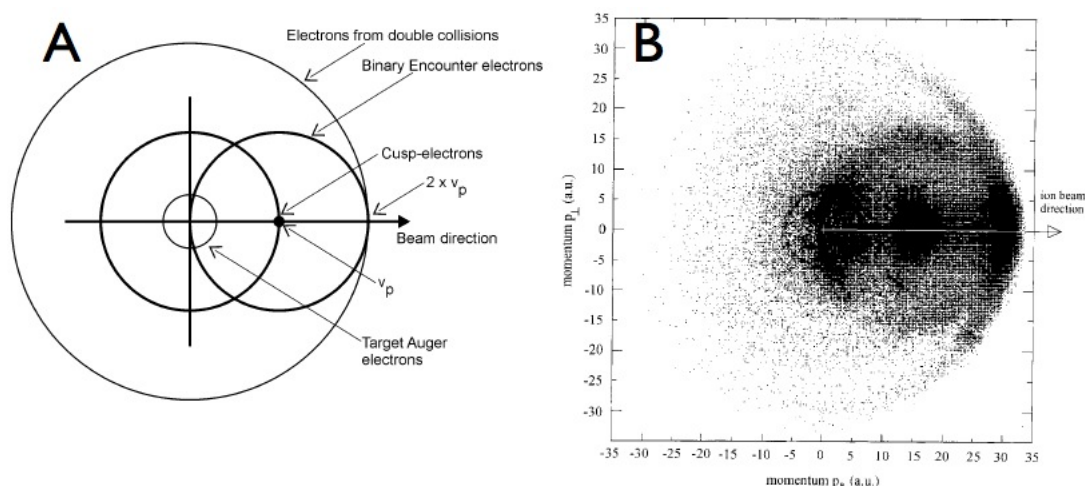 A
Electrons from double collisions
Binary Encounter electrons
Cusp-electrons
2 x vp
Beam direction
vp
Target Auger
electrons
B
momentum p⊥ (a.u.)
35
30
25
20
15
10
5
0
-5
-10
-15
-20
-25
-30
ion beam
direction
-35 -30 -25 -20 -15 -10 -5 0 5 10 15 20 25 30 35
momentum p (a.u.)